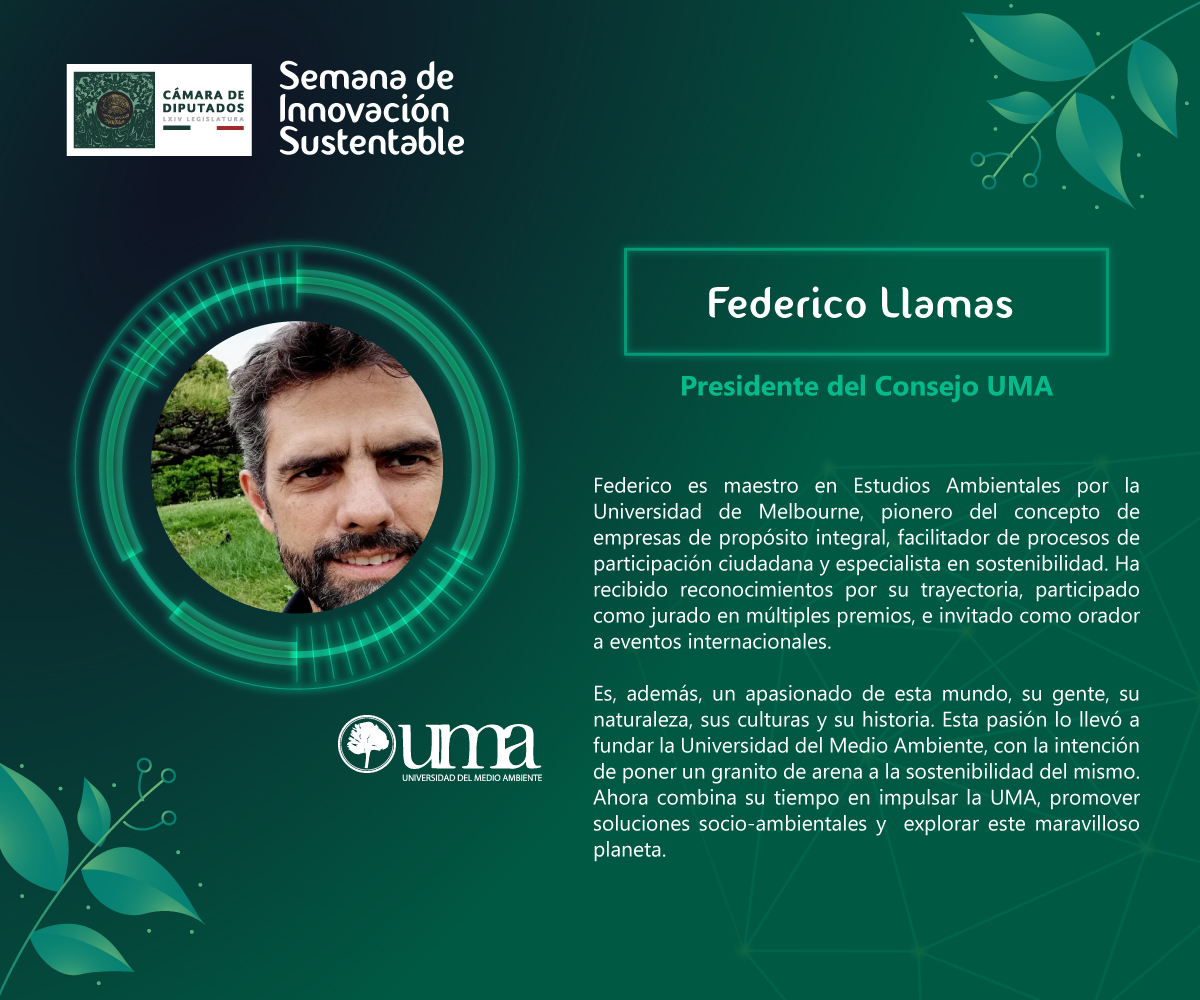 CÁMARA DE
DIPUTADOS
LXIV LEGISLATURA
Semana de
Innovación
Sustentable
Federico Llamas
Presidente del Consejo UMA
Federico es maestro en Estudios Ambientales por la
Universidad de Melbourne, pionero del concepto de
empresas de propósito integral, facilitador de procesos de
participación ciudadana y especialista en sostenibilidad. Ha
recibido reconocimientos por su trayectoria, participado
como jurado en múltiples premios, e invitado como orador
a eventos internacionales.
Es, además, un apasionado de esta mundo, su gente, su
naturaleza, sus culturas y su historia. Esta pasión lo llevó a
fundar la Universidad del Medio Ambiente, con la intención
de poner un granito de arena a la sostenibilidad del mismo.
Ahora combina su tiempo en impulsar la UMA, promover
soluciones socio-ambientales y  explorar este maravilloso
planeta.
uma
UNIVERSIDAD DEL MEDIO AMBIENTE